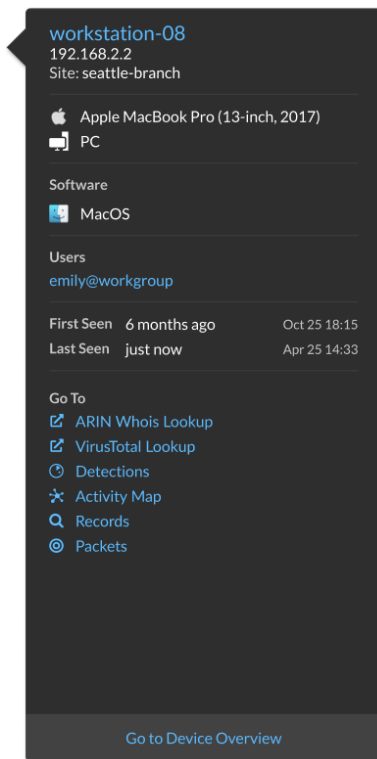 workstation-08
192.168.2.2
Site: seattle-branch
Apple MacBook Pro (13-inch, 2017)
PC
Software
MacOS
Users
emily@workgroup
First Seen 6 months ago Oct 25 18:15
Last Seen just now Apr 25 14:33
Go To
ARIN Whois Lookup
VirusTotal Lookup
Detections
Activity Map
Records
Packets
Go to Device Overview